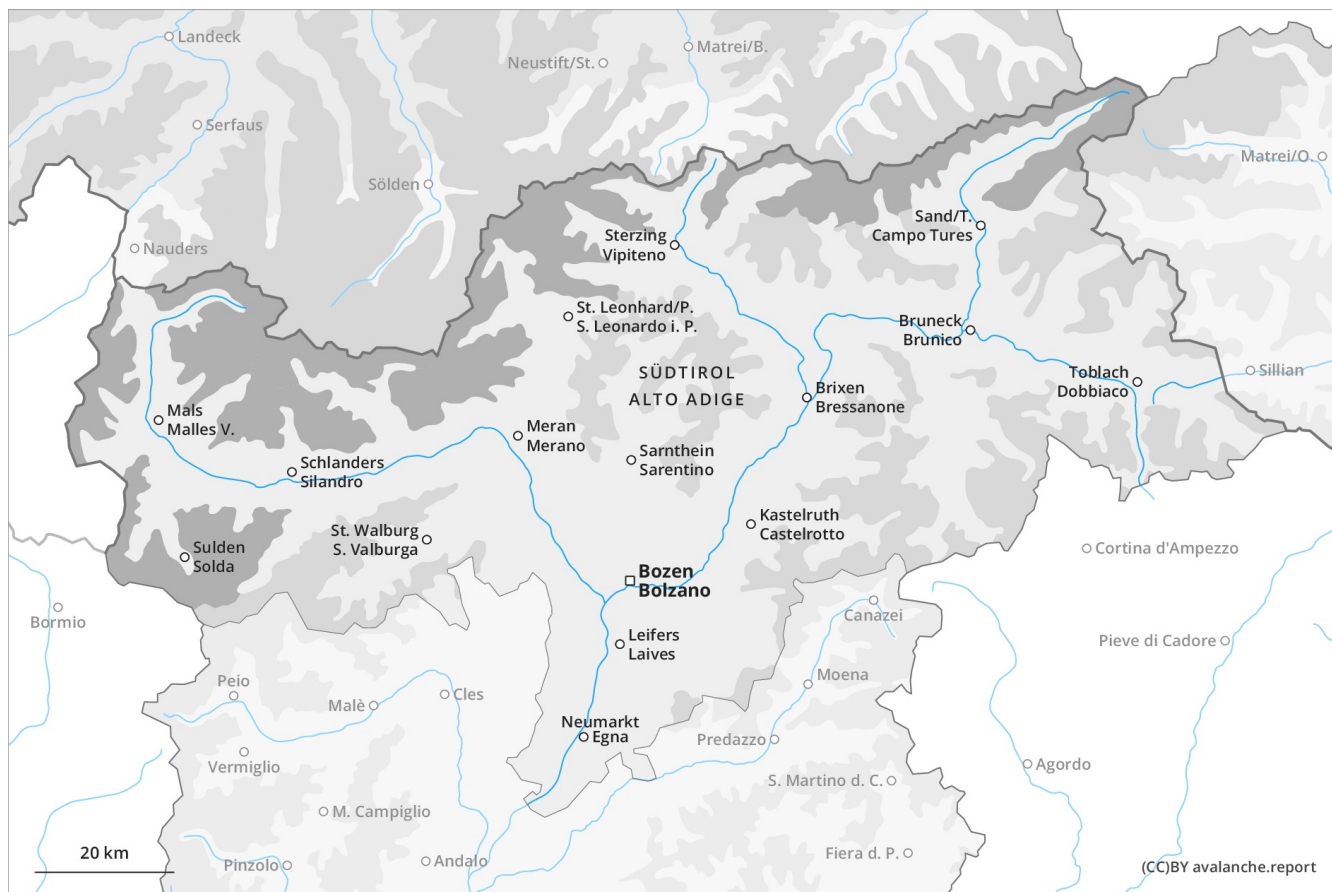 Landeck
Matrei/B.
Neustift/St.
Serfaus
Matrei/O.
Sölden
Nauders
Sand/T.
Campo Tures
Sterzing
Vipiteno
St. Leonhard/P.
S. Leonardo i. P.
Bruneck
Brunico
SÜDTIROL
ALTO ADIGE
Toblach
Dobbiaco
Sillian
Brixen
Bressanone
Mals
Malles V.
Meran
Merano
Sarnthein
Sarentino
Schlanders
Silandro
Kastelruth
Castelrotto
St. Walburg
S. Valburga
Sulden
Solda
Cortina d'Ampezzo
Bozen
Bolzano
Bormio
Canazei
Leifers
Laives
Pieve di Cadore
Peio
Moena
Malè
Cles
Neumarkt
Egna
Predazzo
Vermiglio
Agordo
S. Martino d. C.
M. Campiglio
20 km
Pinzolo
Andalo
Fiera d. P.
(CC)BY avalanche.report